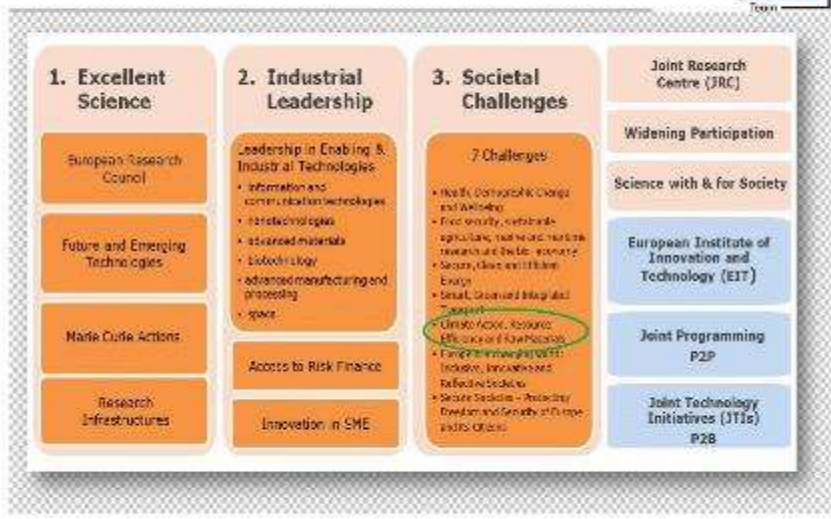 Team
1. Excellent
Science
European Research
Council
Future and Emerging
Technologies
Marie Curie Actions
Research
Infrastructures
2. Industrial
Leadership
Leadership in Enabling &
Industrial Technologies
• information and
communication technologies
• nanotechnologies
• advanced materials
• biotechnology
• advanced manufacturing and
processing
• space
Access to Risk Finance
Innovation in SME
3. Societal
Challenges
7 Challenges
• Health, Demographic Change
and Wellbeing
• Food security, sustainable
agriculture, marine and maritime
research and the bio-economy
• Secure, Clean and Efficient
Energy
• Smart, Green and Integrated
Transport
• Climate Action, Resource
Efficiency and Raw Materials
• Europe in a changing world:
Inclusive, Innovative and
Reflective Societies
• Secure Societies – Protecting
Freedom and Security of Europe
and its Citizens
Joint Research
Centre (JRC)
Widening Participation
Science with & for Society
European Institute of
Innovation and
Technology (EIT)
Joint Programming
P2P
Joint Technology
Initiatives (JTIs)
P2B